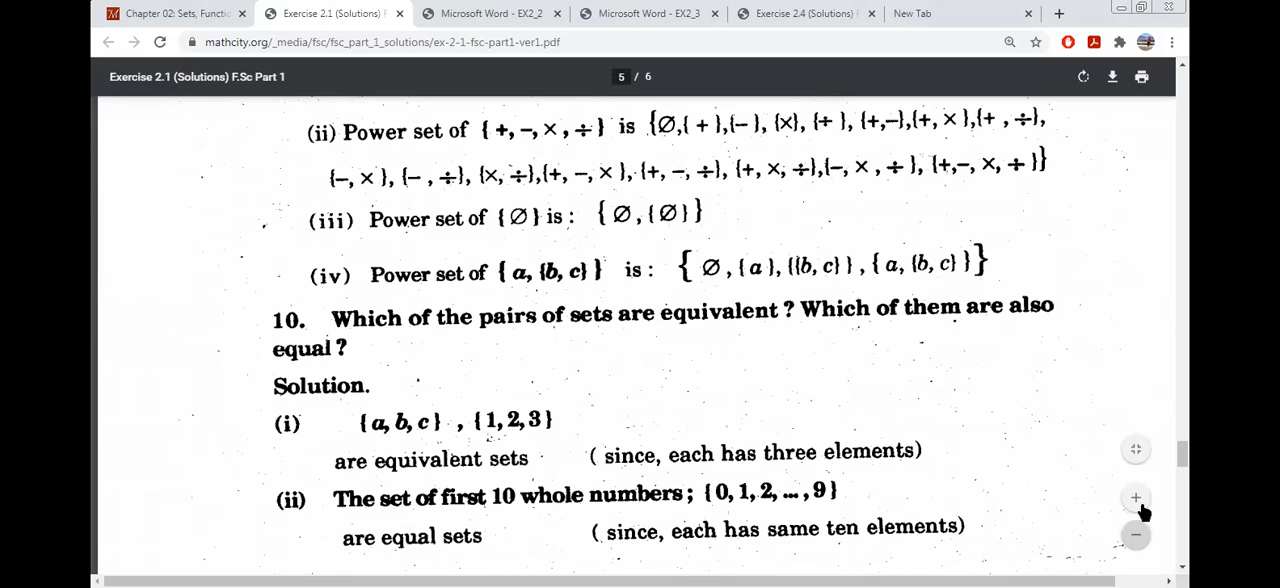 Chapter 02: Sets, Functio
Exercise 2.1 (Solutions) F
Microsoft Word - EX2_2
Microsoft Word - EX2_3
Exercise 2.4 (Solutions) F
New Tab
mathcity.org/_media/fsc/fsc_part_1_solutions/ex-2-1-fsc-part1-ver1.pdf
Exercise 2.1 (Solutions) F.Sc Part 1
5 / 6
(ii) Power set of {+, −, ×, ÷} is {∅,{+},{−}, {×}, {÷}, {+,−},{+, ×},{+, ÷},
{−, ×}, {−, ÷}, {×, ÷},{+, −, ×}, {+, −, ÷}, {+, ×, ÷},{−, ×, ÷}, {+,−, ×, ÷}}
(iii) Power set of {∅} is : {∅, {∅}}
(iv) Power set of {a, {b, c}} is : {∅, {a}, {{b, c}}, {a, {b, c}}}
10. Which of the pairs of sets are equivalent ? Which of them are also
equal ?
Solution.
(i) {a, b, c} , {1, 2, 3}
are equivalent sets ( since, each has three elements)
(ii) The set of first 10 whole numbers ; {0, 1, 2, ..., 9}
are equal sets ( since, each has same ten elements)